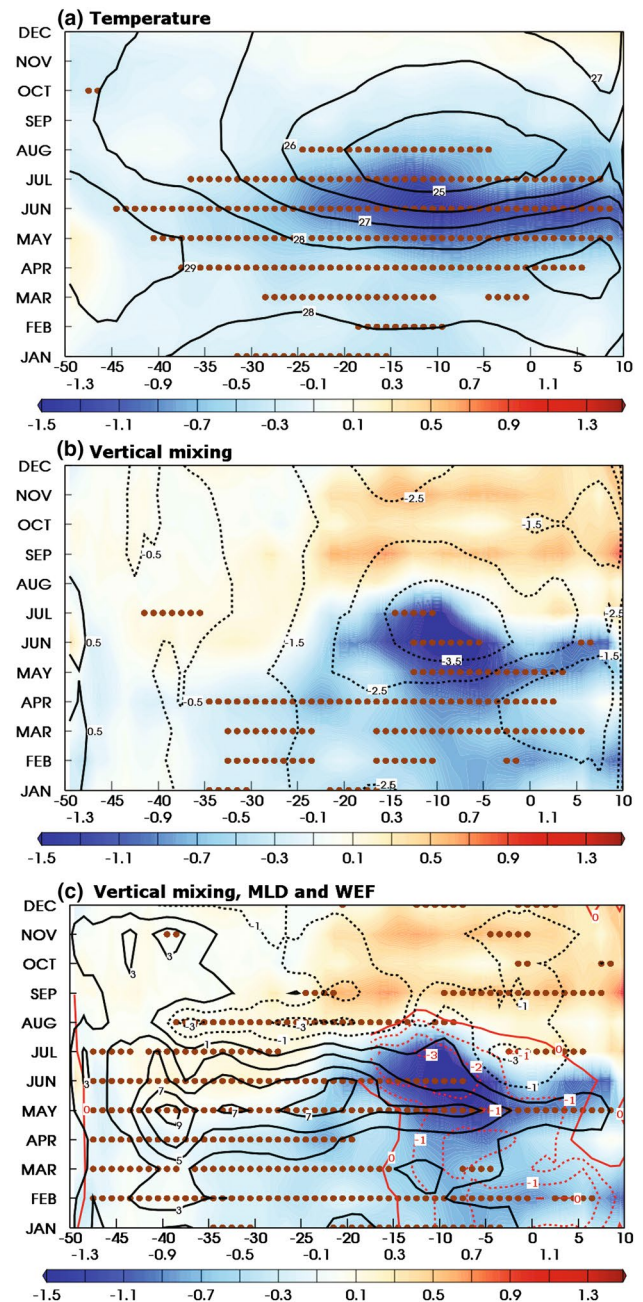 (a) Temperature
DEC
NOV
OCT
SEP
AUG
JUL
JUN
MAY
APR
MAR
FEB
JAN
27
26
25
27
28
29
28
-50 -45 -40 -35 -30 -25 -20 -15 -10 -5 0 5 10
-1.3 -0.9 -0.5 -0.1 0.3 0.7 1.1
-1.5 -1.1 -0.7 -0.3 0.1 0.5 0.9 1.3
(b) Vertical mixing
DEC
NOV
OCT
SEP
AUG
JUL
JUN
MAY
APR
MAR
FEB
JAN
-2.5
-1.5
-0.5
-2.5
0.5 -1.5 -1.5
-3.5
-2.5
-0.5
0.5
-2.5
-50 -45 -40 -35 -30 -25 -20 -15 -10 -5 0 5 10
-1.3 -0.9 -0.5 -0.1 0.3 0.7 1.1
-1.5 -1.1 -0.7 -0.3 0.1 0.5 0.9 1.3
(c) Vertical mixing, MLD and WEF
DEC
NOV
OCT
SEP
AUG
JUL
JUN
MAY
APR
MAR
FEB
JAN
0
-1
3 3
-1
-3 -3
1 -1
-3 -1 0
-2
3 -1
7
0 7 7 -1 -1 0
9
-1
5
0
-1
3 0
-50 -45 -40 -35 -30 -25 -20 -15 -10 -5 0 5 10
-1.3 -0.9 -0.5 -0.1 0.3 0.7 1.1
-1.5 -1.1 -0.7 -0.3 0.1 0.5 0.9 1.3